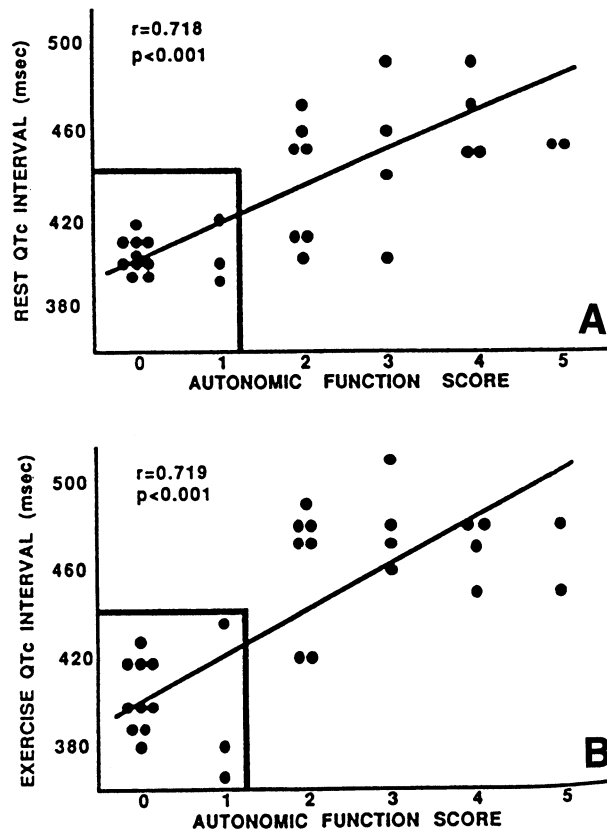 r=0.718
p<0.001
REST QTc INTERVAL (msec)
500
460
420
380
0 1 2 3 4 5
AUTONOMIC FUNCTION SCORE
A
r=0.719
p<0.001
EXERCISE QTc INTERVAL (msec)
500
460
420
380
0 1 2 3 4 5
AUTONOMIC FUNCTION SCORE
B